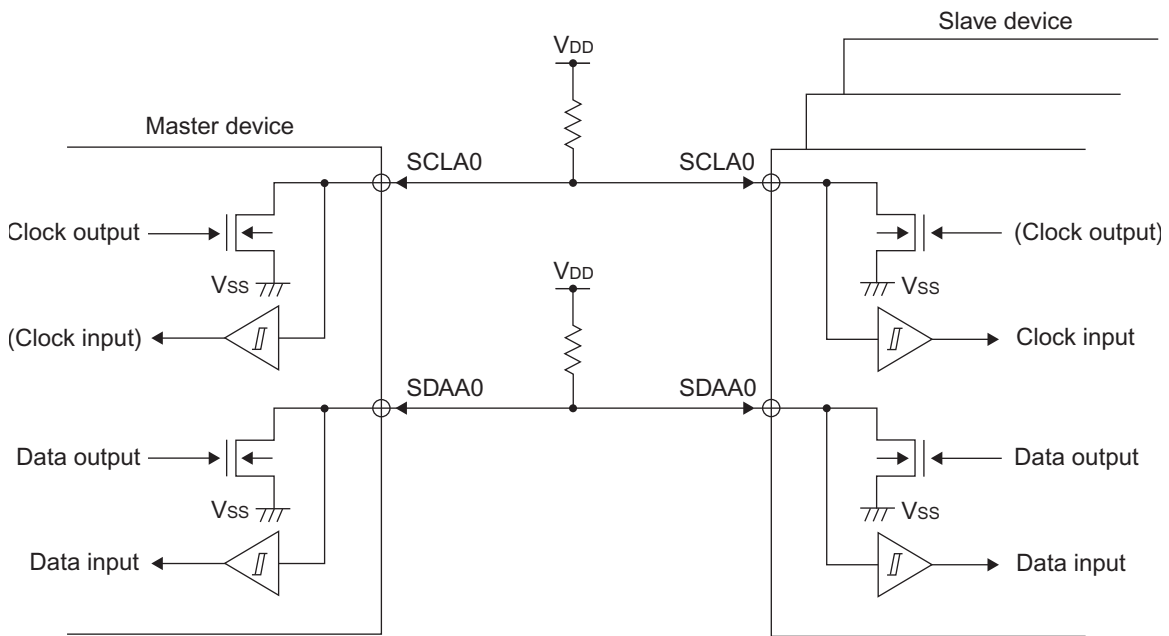 Slave device
VDD
Master device
SCLA0 SCLA0
Clock output (Clock output)
VSS VSS
VDD
(Clock input) Clock input
SDAA0 SDAA0
Data output Data output
VSS VSS
Data input Data input